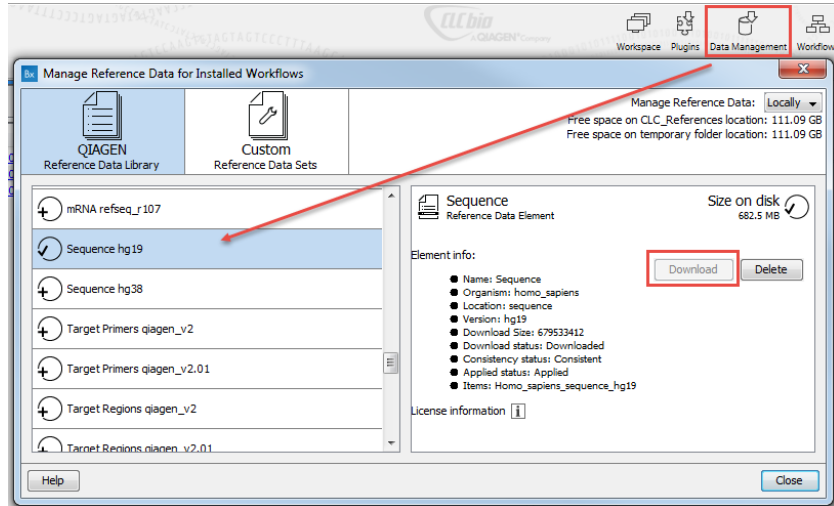 CLC bio
A QIAGEN Company
Workspace Plugins Data Management Workflow
Manage Reference Data for Installed Workflows
QIAGEN
Reference Data Library
Custom
Reference Data Sets
Manage Reference Data: Locally
Free space on CLC_References location: 111.09 GB
Free space on temporary folder location: 111.09 GB
mRNA refseq_r107
Sequence hg19
Sequence hg38
Target Primers qiagen_v2
Target Primers qiagen_v2.01
Target Regions qiagen_v2
Target Regions qiagen_v2.01
Sequence
Reference Data Element
Size on disk
682.5 MB
Element info:
Download Delete
Name: Sequence
Organism: homo_sapiens
Location: sequence
Version: hg19
Download Size: 679533412
Download status: Downloaded
Consistency status: Consistent
Applied status: Applied
Items: Homo_sapiens_sequence_hg19
License information i
Help
Close